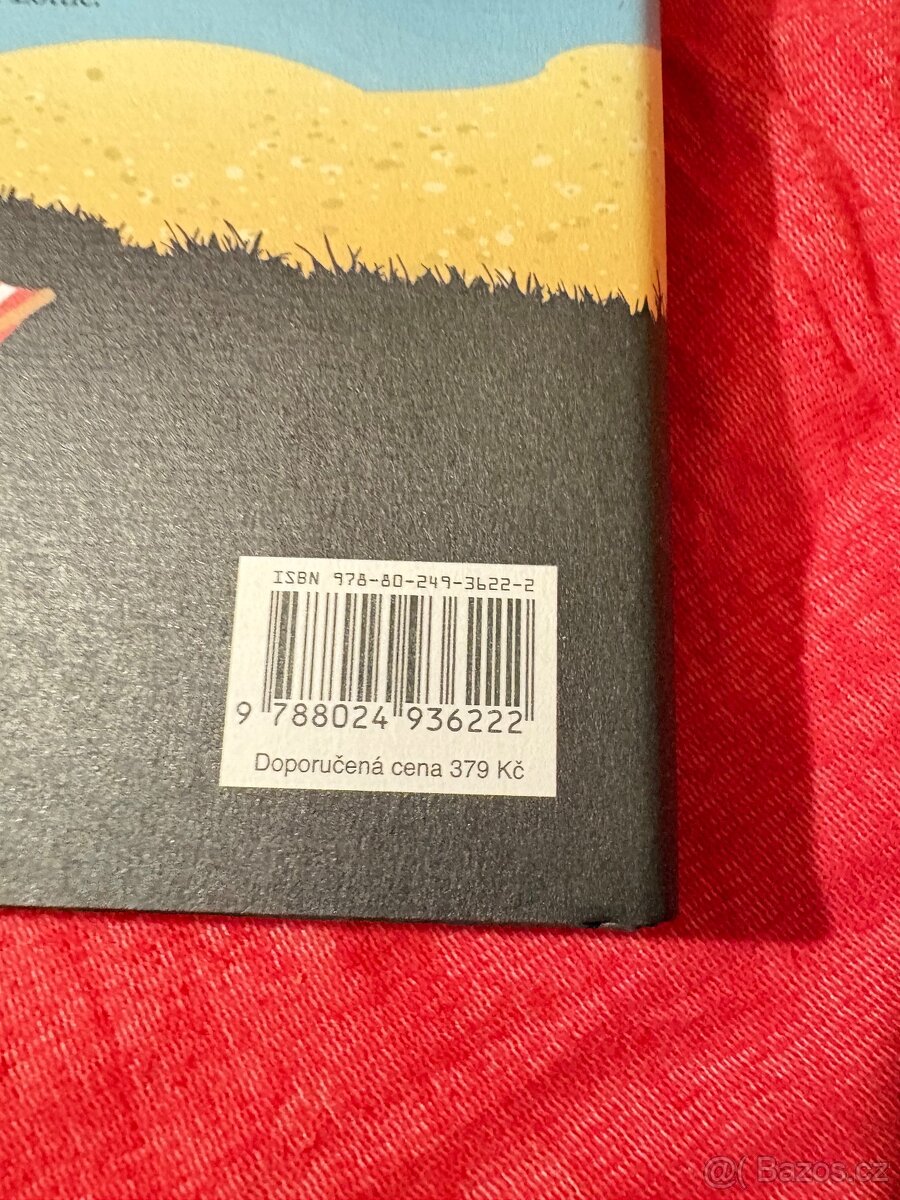 ISBN 978-80-249-3622-2
9 788024 936222
Doporučená cena 379 Kč
@( Bazos.cz